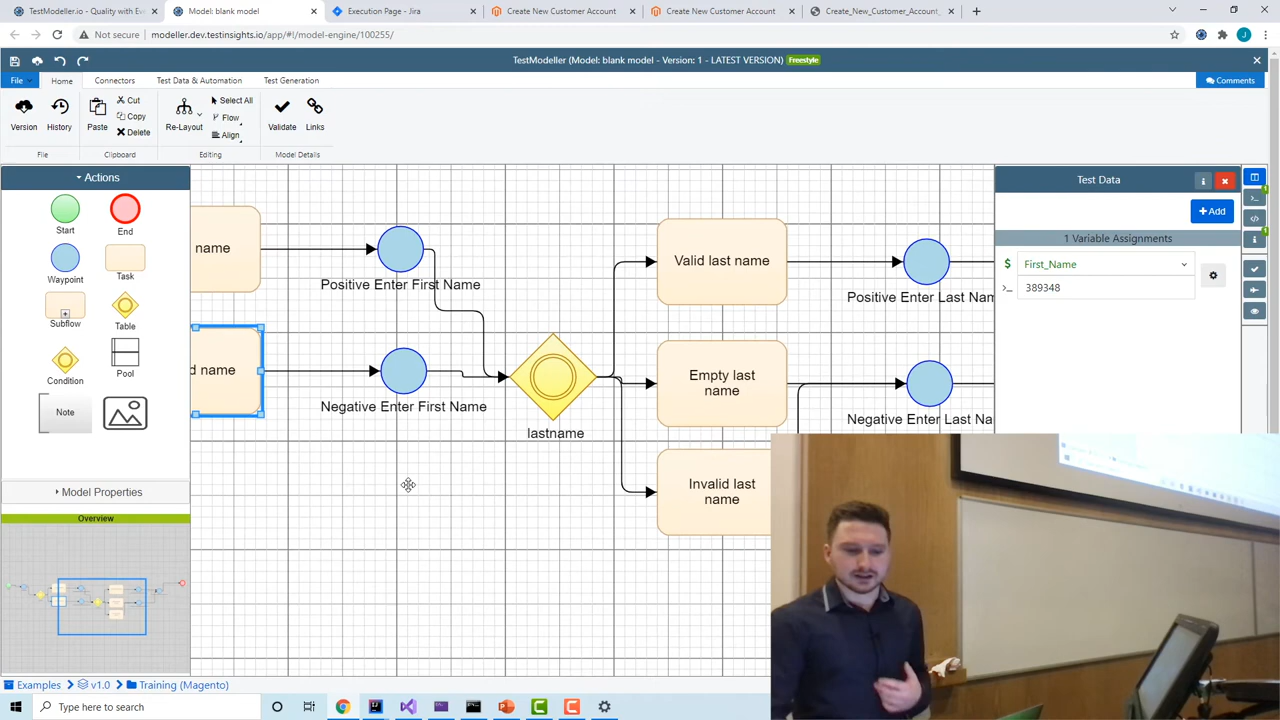 TestModeller.io - Quality with Eve
Model: blank model
Execution Page - Jira
Create New Customer Account
Create New Customer Account
Create_New_Customer_Account_
Not secure | modeller.dev.testinsights.io/app/#!/model-engine/100255/
J
TestModeller (Model: blank model - Version: 1 - LATEST VERSION) Freestyle
File Home Connectors Test Data & Automation Test Generation
Comments
Version
History
Paste
Cut
Copy
Delete
Re-Layout
Select All
Flow
Align
Validate
Links
File
Clipboard
Editing
Model Details
Actions
Start
End
Waypoint
Task
Subflow
Table
Condition
Pool
Note
Model Properties
Overview
name
Positive Enter First Name
d name
Negative Enter First Name
lastname
Valid last name
Positive Enter Last Nam
Empty last
name
Negative Enter Last Na
Invalid last
name
Test Data
Add
1 Variable Assignments
$ First_Name
>_ 389348
Examples
v1.0
Training (Magento)
Type here to search